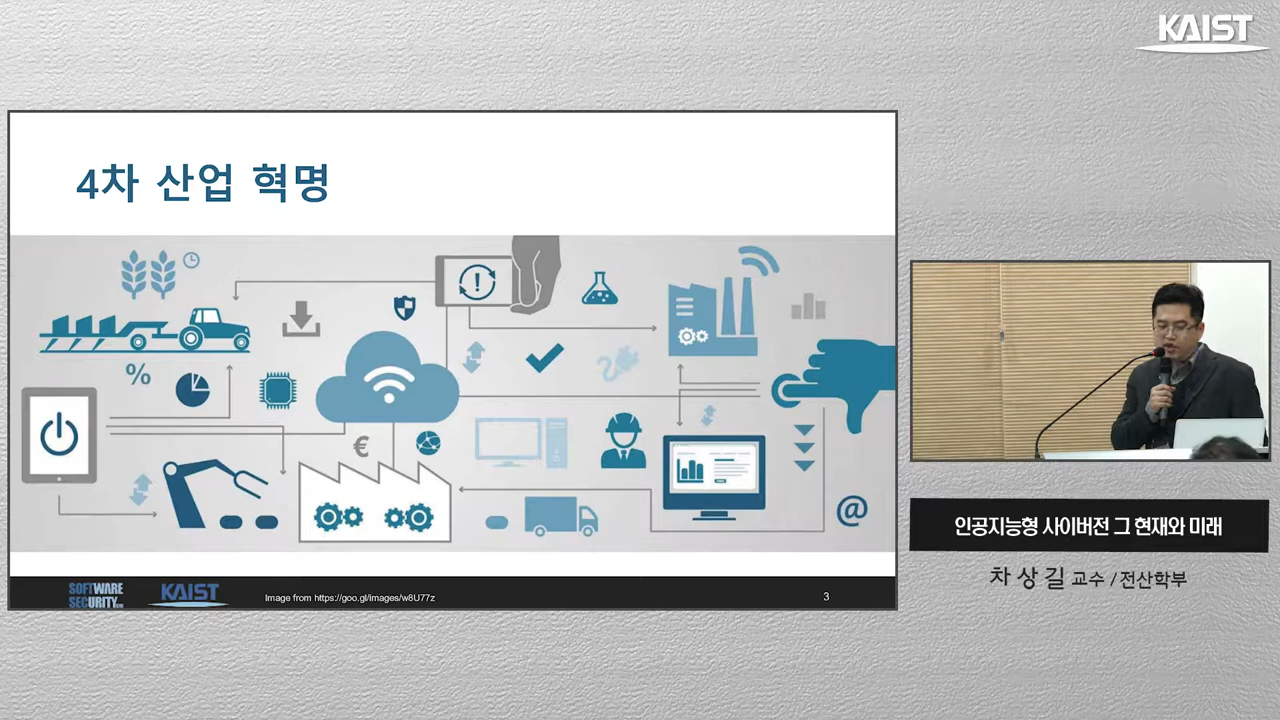 KAIST
4차 산업 혁명
%
€
@
SOFTWARE
SECURITY
KAIST
Image from https://goo.gl/images/w8U77z
3
인공지능형 사이버전 그 현재와 미래
차상길 교수 / 전산학부